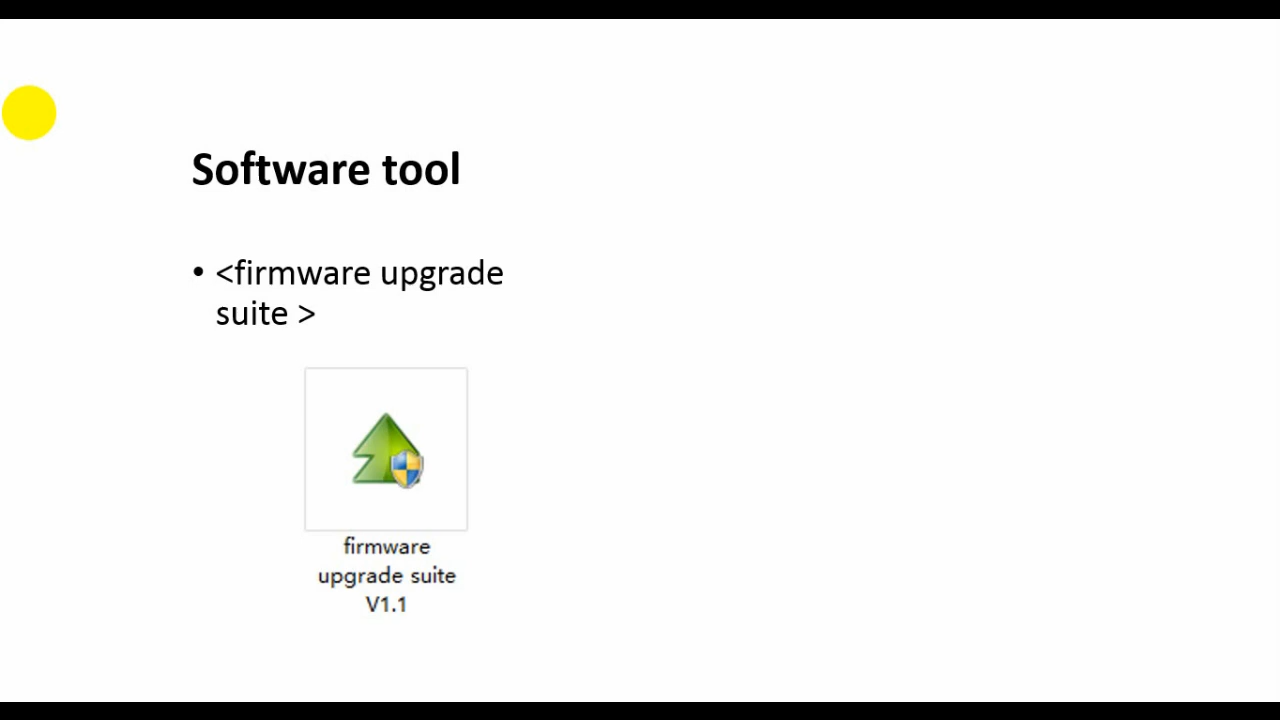 Software tool
• <firmware upgrade
suite >
firmware
upgrade suite
V1.1